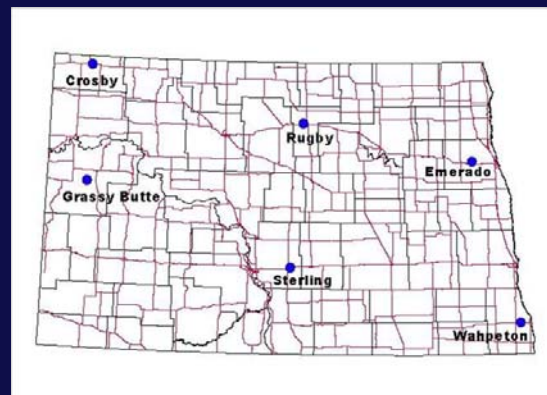 Crosby
Rugby
Emerado
Grassy Butte
Sterling
Wahpeton